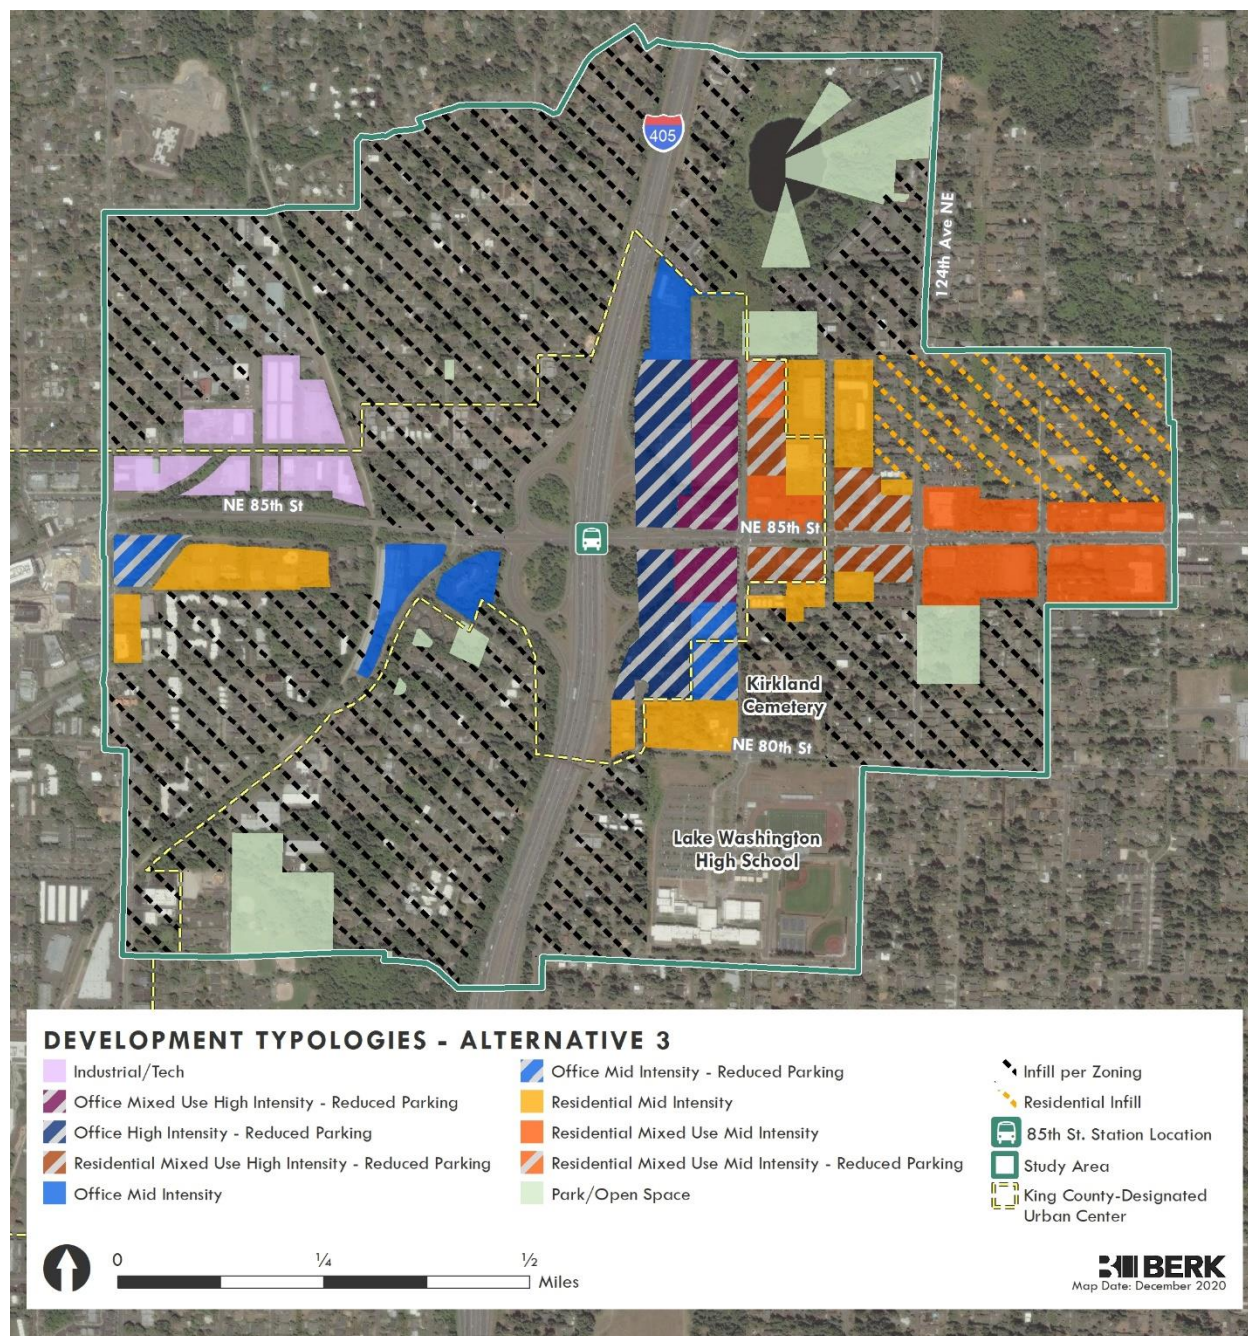 405
124th Ave NE
NE 85th St
NE 85th St
Kirkland
Cemetery
NE 80th St
Lake Washington
High School
DEVELOPMENT TYPOLOGIES - ALTERNATIVE 3
Industrial/Tech
Office Mixed Use High Intensity - Reduced Parking
Office High Intensity - Reduced Parking
Residential Mixed Use High Intensity - Reduced Parking
Office Mid Intensity
Office Mid Intensity - Reduced Parking
Residential Mid Intensity
Residential Mixed Use Mid Intensity
Residential Mixed Use Mid Intensity - Reduced Parking
Park/Open Space
Infill per Zoning
Residential Infill
85th St. Station Location
Study Area
King County-Designated
Urban Center
0 ¼ ½
Miles
BERK
Map Date: December 2020